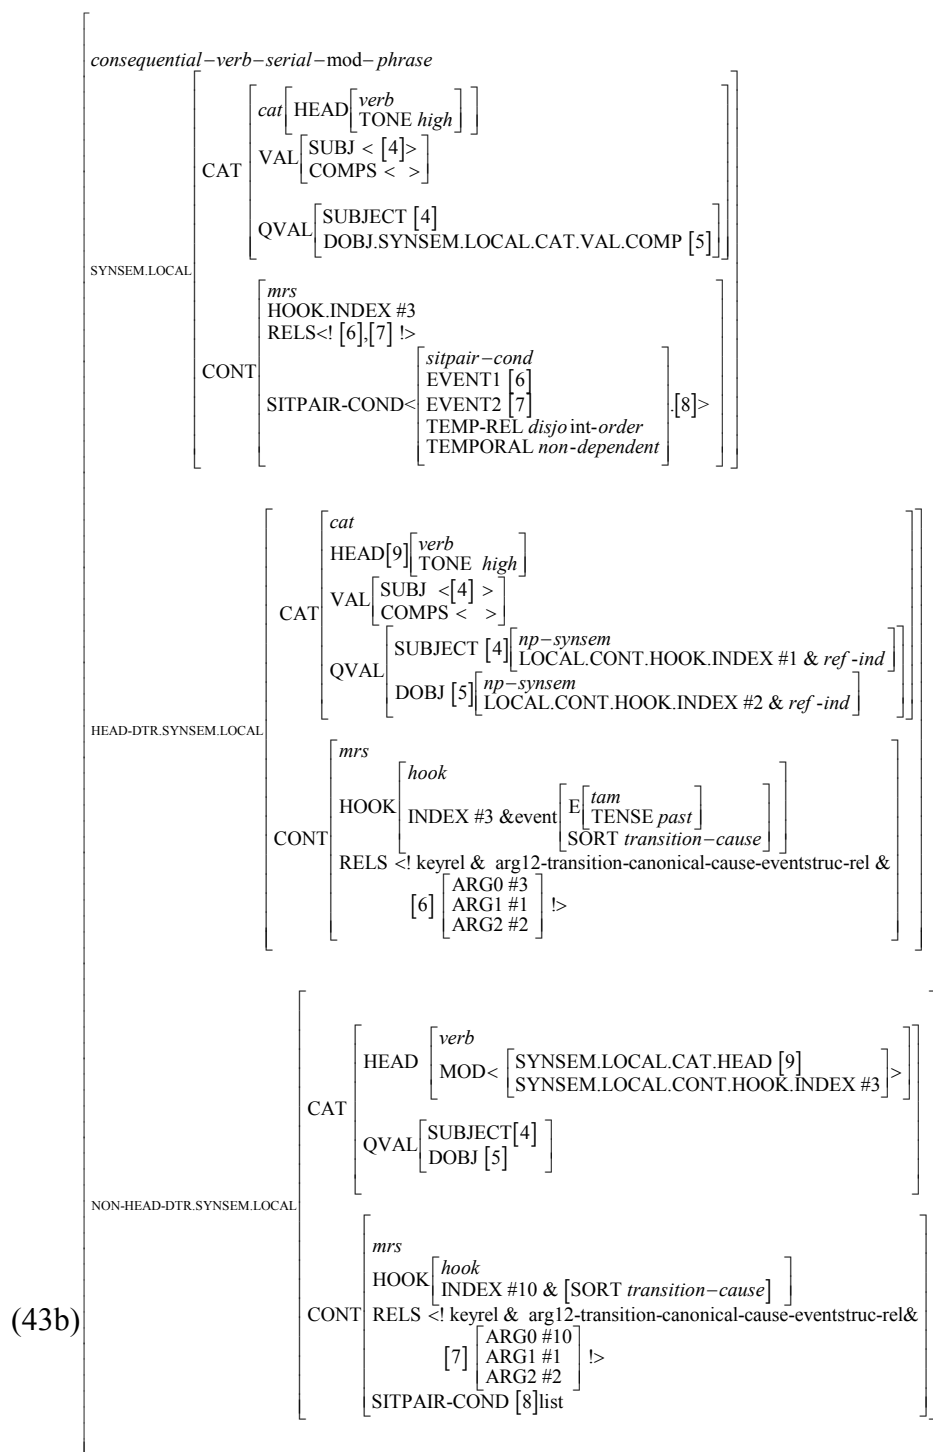 consequential–verb–serial–mod–phrase
cat[HEAD[verb
TONE high] ]
VAL[SUBJ < [4]>
COMPS < >]
CAT
QVAL[SUBJECT [4]
DOBJ.SYNSEM.LOCAL.CAT.VAL.COMP [5]]
SYNSEM.LOCAL
mrs
HOOK.INDEX #3
RELS<! [6],[7] !>
CONT
sitpair–cond
EVENT1 [6]
SITPAIR-COND< EVENT2 [7] .[8]>
TEMP-REL disjoint-order
TEMPORAL non-dependent
cat
HEAD[9][verb
TONE high]
CAT VAL[SUBJ <[4] >
COMPS < >]
QVAL[SUBJECT [4][np–synsem
LOCAL.CONT.HOOK.INDEX #1 & ref-ind]
DOBJ [5][np–synsem
LOCAL.CONT.HOOK.INDEX #2 & ref-ind]
HEAD-DTR.SYNSEM.LOCAL
mrs
hook
HOOK INDEX #3 &event[E[tam
TENSE past]
SORT transition–cause]
CONT
RELS <! keyrel & arg12-transition-canonical-cause-eventstruc-rel &
ARG0 #3
[6] ARG1 #1 !>
ARG2 #2
HEAD [verb
MOD< [SYNSEM.LOCAL.CAT.HEAD [9]
SYNSEM.LOCAL.CONT.HOOK.INDEX #3]>
CAT
QVAL[SUBJECT[4]
DOBJ [5] ]
NON-HEAD-DTR.SYNSEM.LOCAL
mrs
HOOK[hook
INDEX #10 & [SORT transition–cause] ]
(43b)
CONT RELS <! keyrel & arg12-transition-canonical-cause-eventstruc-rel&
ARG0 #10
[7] ARG1 #1 !>
ARG2 #2
SITPAIR-COND [8]list